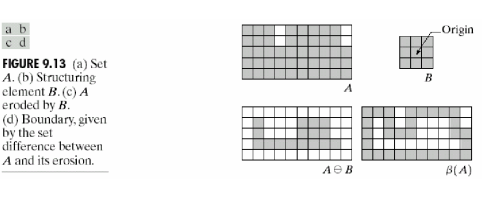 a b
c d
FIGURE 9.13 (a) Set
A. (b) Structuring
element B. (c) A
eroded by B.
(d) Boundary, given
by the set
difference between
A and its erosion.
Origin
A
B
A ⊖ B
β(A)